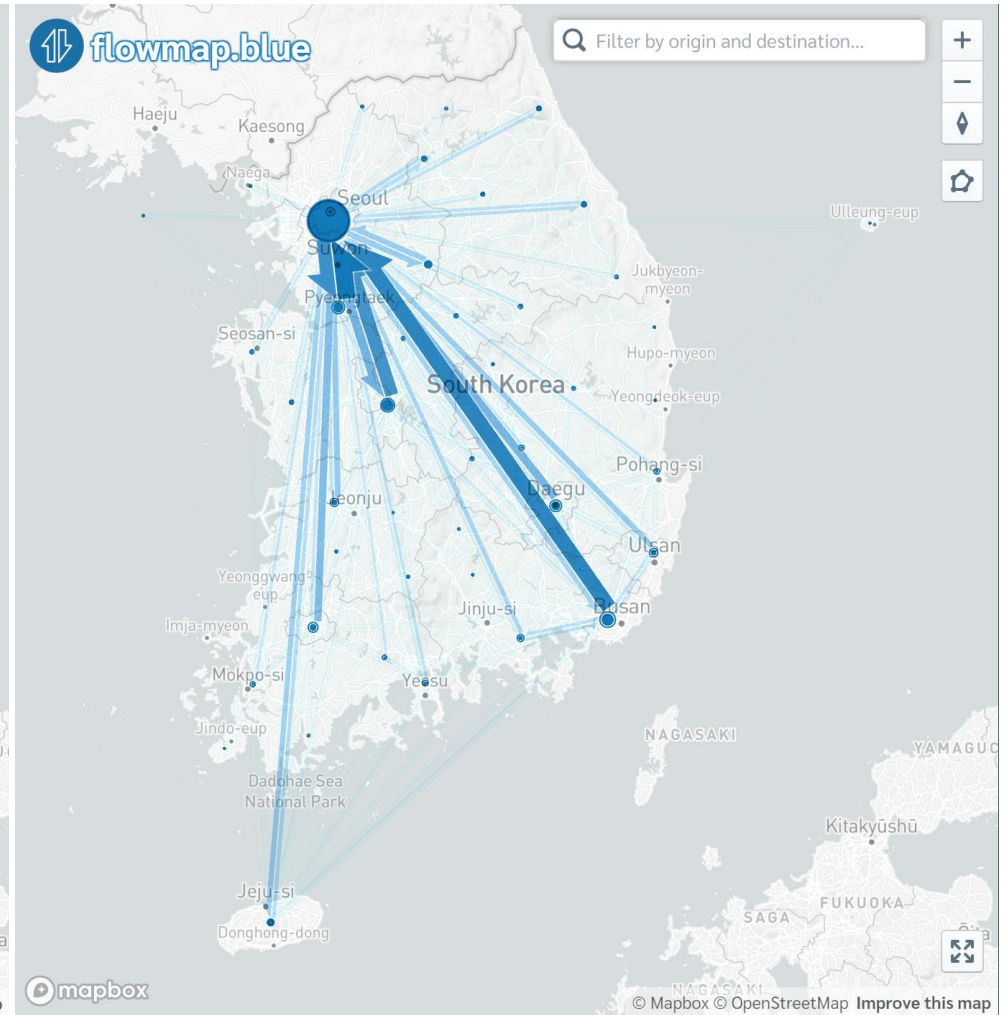 flowmap.blue
Filter by origin and destination...
Haeju
Kaesong
Naega
Seoul
Ulleung-eup
Suwon
Jukbyeon-
myeon
Pyeongtaek
Seosan-si
Hupo-myeon
South Korea
Yeongdeok-eup
Pohang-si
Daegu
Jeonju
Ulsan
Yeonggwang-
eup
Jinju-si
Busan
Imja-myeon
Mokpo-si
Yeosu
Jindo-eup
NAGASAKI
YAMAGUC
Dadohae Sea
National Park
Kitakyūshū
Jeju-si
FUKUOKA
SAGA
Donghong-dong
Ōita
mapbox
NAGASAKI
© Mapbox © OpenStreetMap Improve this map